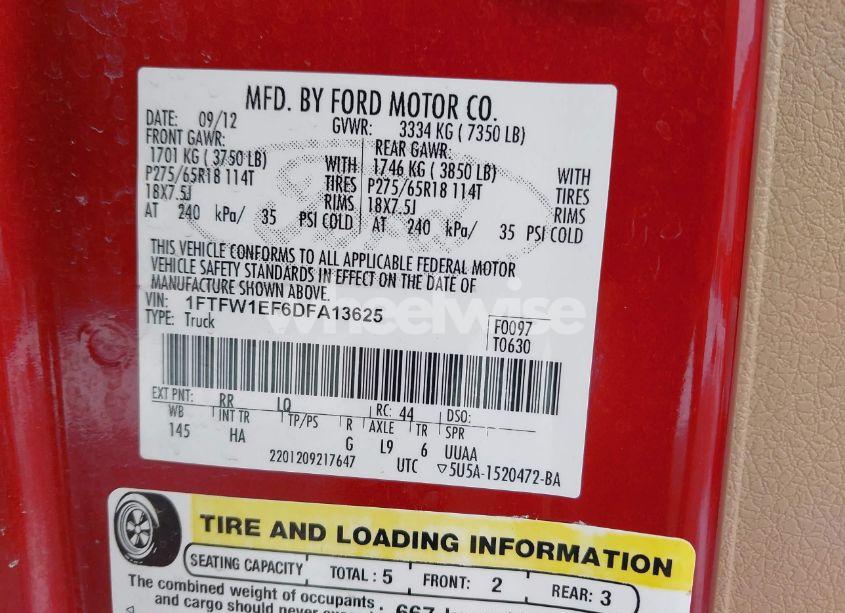 MFD. BY FORD MOTOR CO.
DATE: 09/12 GVWR: 3334 KG ( 7350 LB)
FRONT GAWR: REAR GAWR:
1701 KG ( 3750 LB) WITH 1746 KG ( 3850 LB) WITH
P275/65R18 114T TIRES P275/65R18 114T TIRES
18X7.5J RIMS 18X7.5J RIMS
AT 240 kPa/ 35 PSI COLD AT 240 kPa/ 35 PSI COLD
Ford
THIS VEHICLE CONFORMS TO ALL APPLICABLE FEDERAL MOTOR
VEHICLE SAFETY STANDARDS IN EFFECT ON THE DATE OF
MANUFACTURE SHOWN ABOVE.
VIN: 1FTFW1EF6DFA13625
TYPE: Truck
F0097
T0630
wheelwise
EXT PNT: RR LQ RC: 44 DSO:
WB INT TR TP/PS R AXLE TR SPR
145 HA G L9 6 UUAA
2201209217647 UTC ▽5U5A-1520472-BA
TIRE AND LOADING INFORMATION
SEATING CAPACITY TOTAL : 5 FRONT: 2 REAR: 3
The combined weight of occupants
and cargo should never 667